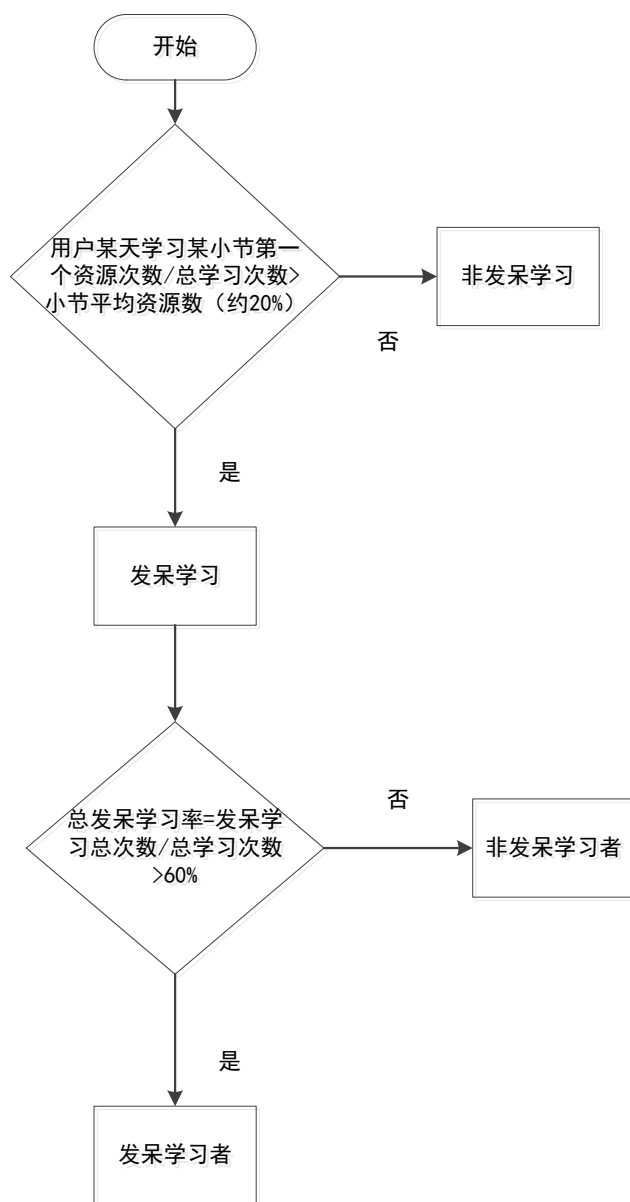 开始
用户某天学习某小节第一
个资源次数/总学习次数>
小节平均资源数（约20%）
非发呆学习
否
是
发呆学习
总发呆学习率=发呆学
习总次数/总学习次数
>60%
否
非发呆学习者
是
发呆学习者